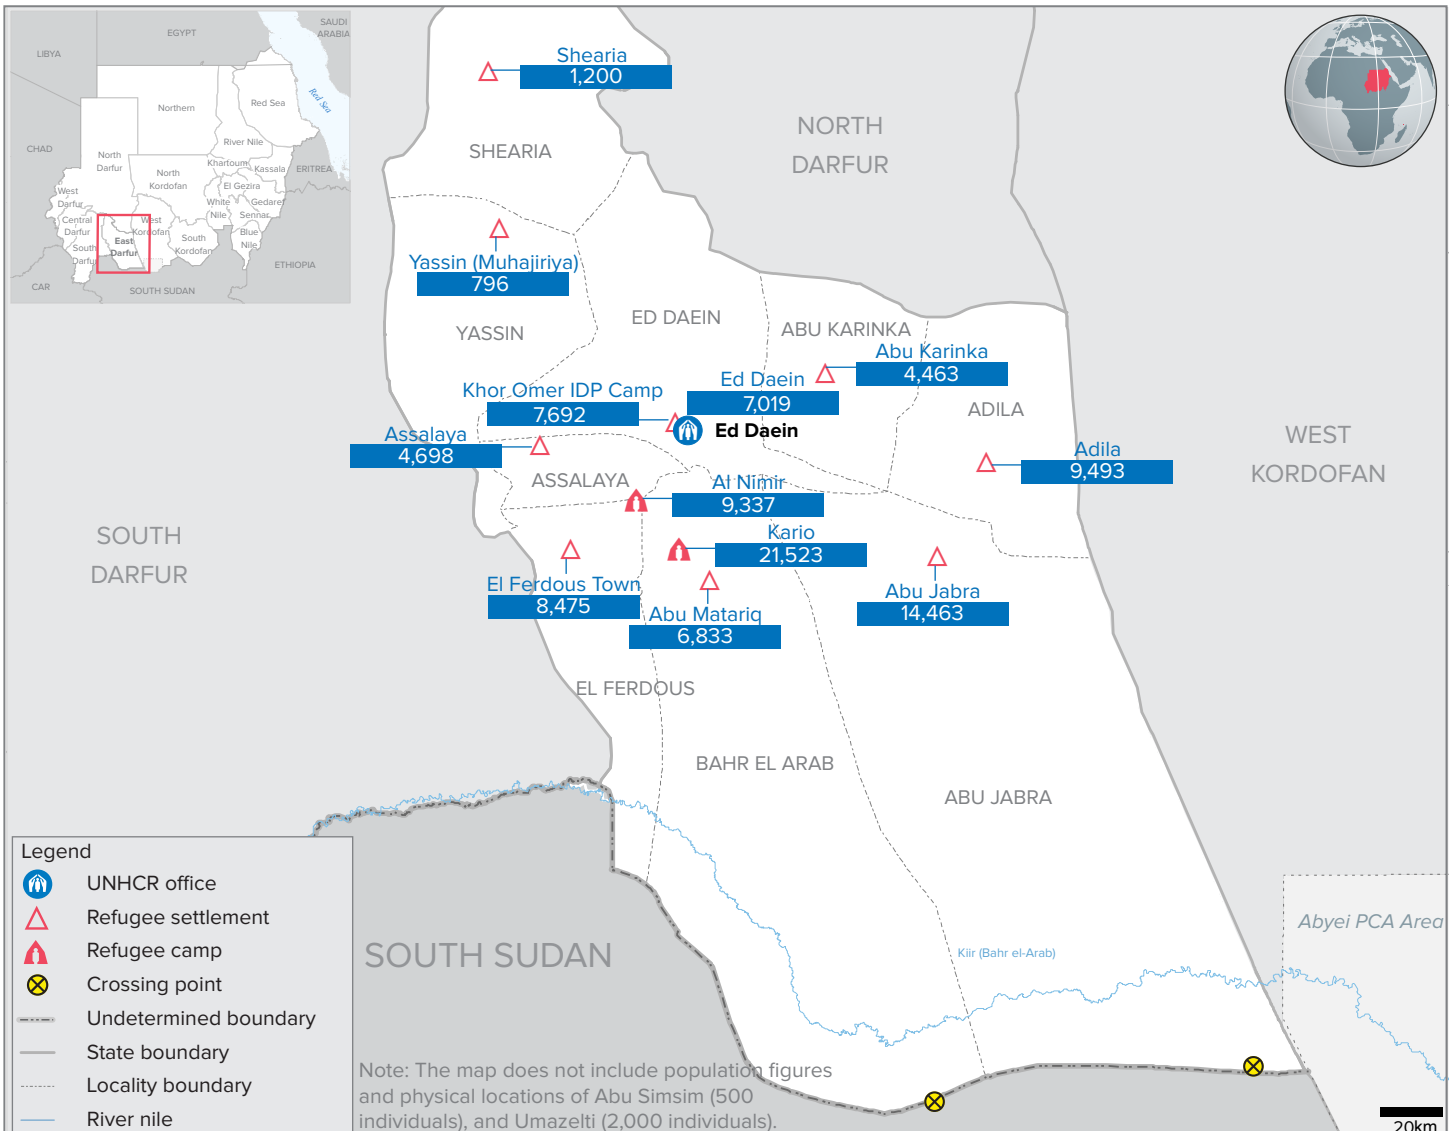 LIBYA
EGYPT
SAUDI
ARABIA
Red Sea
CHAD
Northern
Red Sea
River Nile
North
Darfur
Khartoum
Kassala
ERITREA
North
Kordofan
El Gezira
West
Darfur
White
Nile
Gedaref
Sennar
Central
Darfur
West
Kordofan
East
Darfur
South
Darfur
South
Kordofan
Blue
Nile
ETHIOPIA
CAR
SOUTH SUDAN
Shearia
1,200
SHEARIA
NORTH
DARFUR
Yassin (Muhajiriya)
796
YASSIN
ED DAEIN
ABU KARINKA
Abu Karinka
4,463
Khor Omer IDP Camp
7,692
Ed Daein
7,019
Ed Daein
ADILA
Assalaya
4,698
ASSALAYA
Adila
9,493
WEST
KORDOFAN
Al Nimir
9,337
Kario
21,523
SOUTH
DARFUR
El Ferdous Town
8,475
Abu Matariq
6,833
Abu Jabra
14,463
EL FERDOUS
BAHR EL ARAB
ABU JABRA
SOUTH SUDAN
Kiir (Bahr el-Arab)
Abyei PCA Area
Legend
UNHCR office
Refugee settlement
Refugee camp
Crossing point
Undetermined boundary
State boundary
Locality boundary
River nile
Note: The map does not include population figures
and physical locations of Abu Simsim (500
individuals), and Umazelti (2,000 individuals).
20km